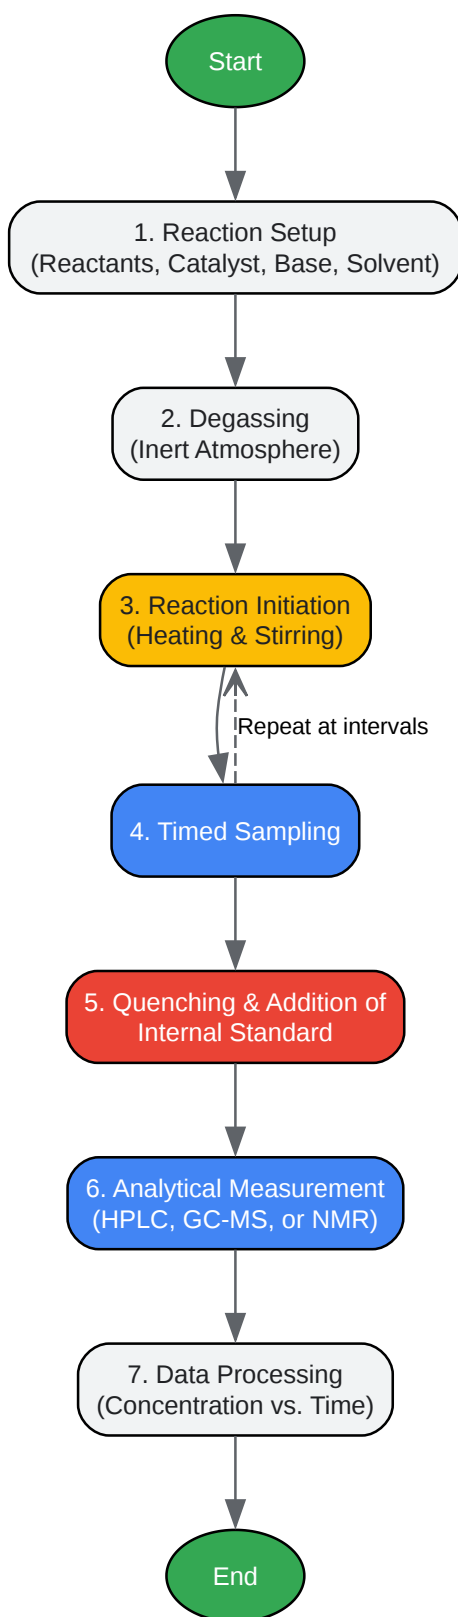 Start
1. Reaction Setup
(Reactants, Catalyst, Base, Solvent)
2. Degassing
(Inert Atmosphere)
3. Reaction Initiation
(Heating & Stirring)
Repeat at intervals
4. Timed Sampling
5. Quenching & Addition of
Internal Standard
6. Analytical Measurement
(HPLC, GC-MS, or NMR)
7. Data Processing
(Concentration vs. Time)
End